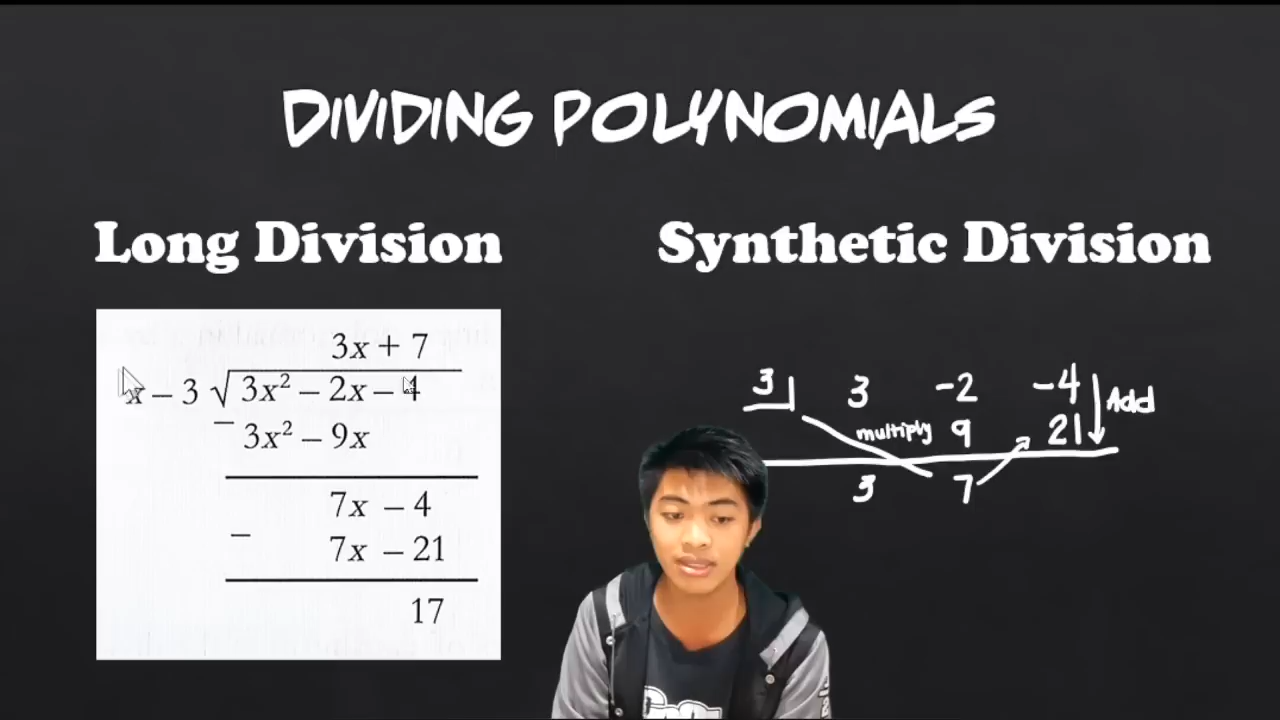 DIVIDING POLYNOMIALS
Long Division
3x + 7
x – 3 √ 3x² – 2x – 4
– 3x² – 9x
7x – 4
– 7x – 21
17
Synthetic Division
3 3 -2 -4 Add
multiply 9 21
3 7